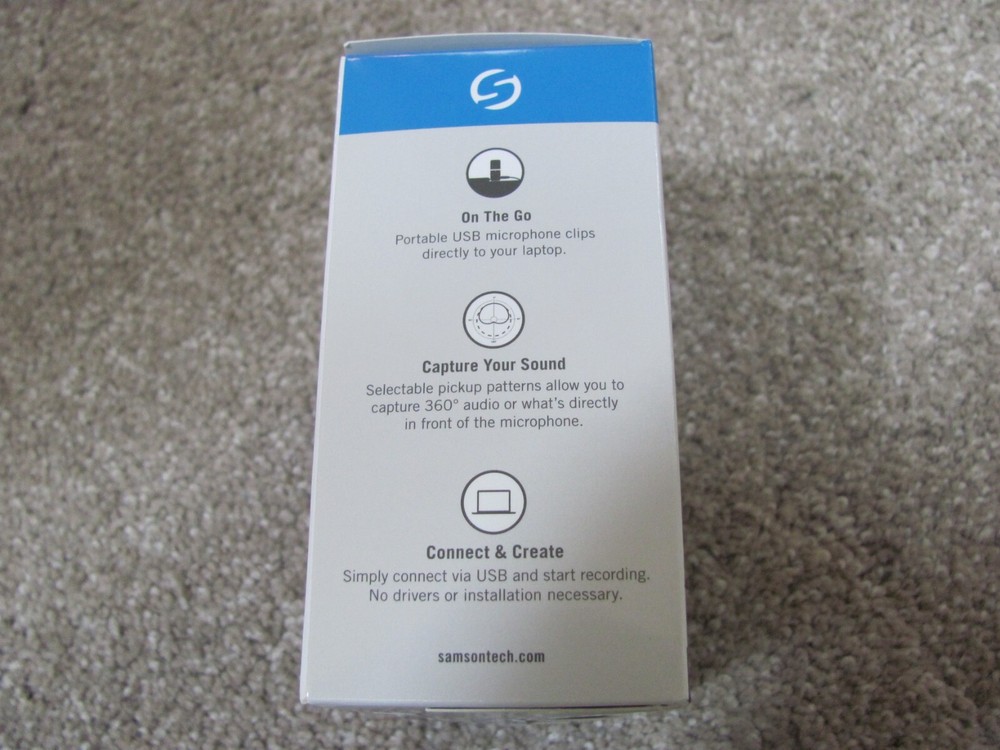 On The Go
Portable USB microphone clips
directly to your laptop.
Capture Your Sound
Selectable pickup patterns allow you to
capture 360° audio or what's directly
in front of the microphone.
Connect & Create
Simply connect via USB and start recording.
No drivers or installation necessary.
samsontech.com